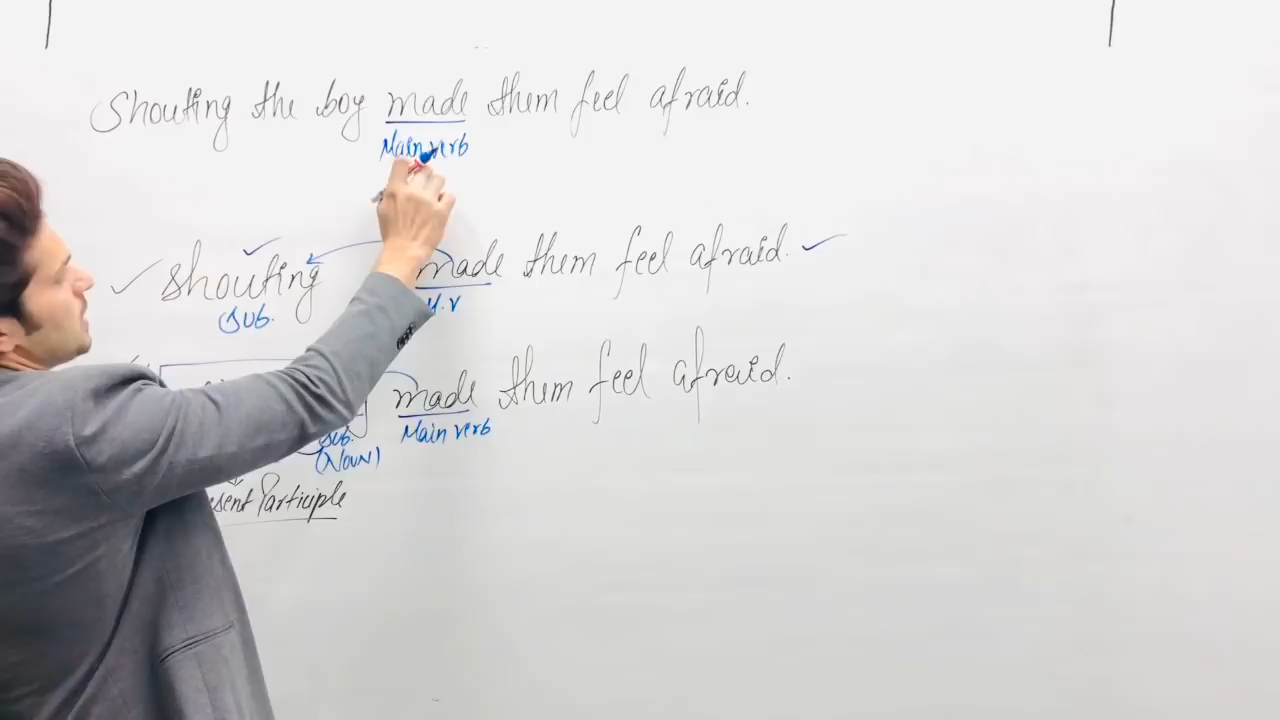 Shouting the boy made them feel afraid.
Main verb
shouting made them feel afraid.
Sub. M.V
made them feel afraid.
Sub. Main verb
(Noun)
Participle